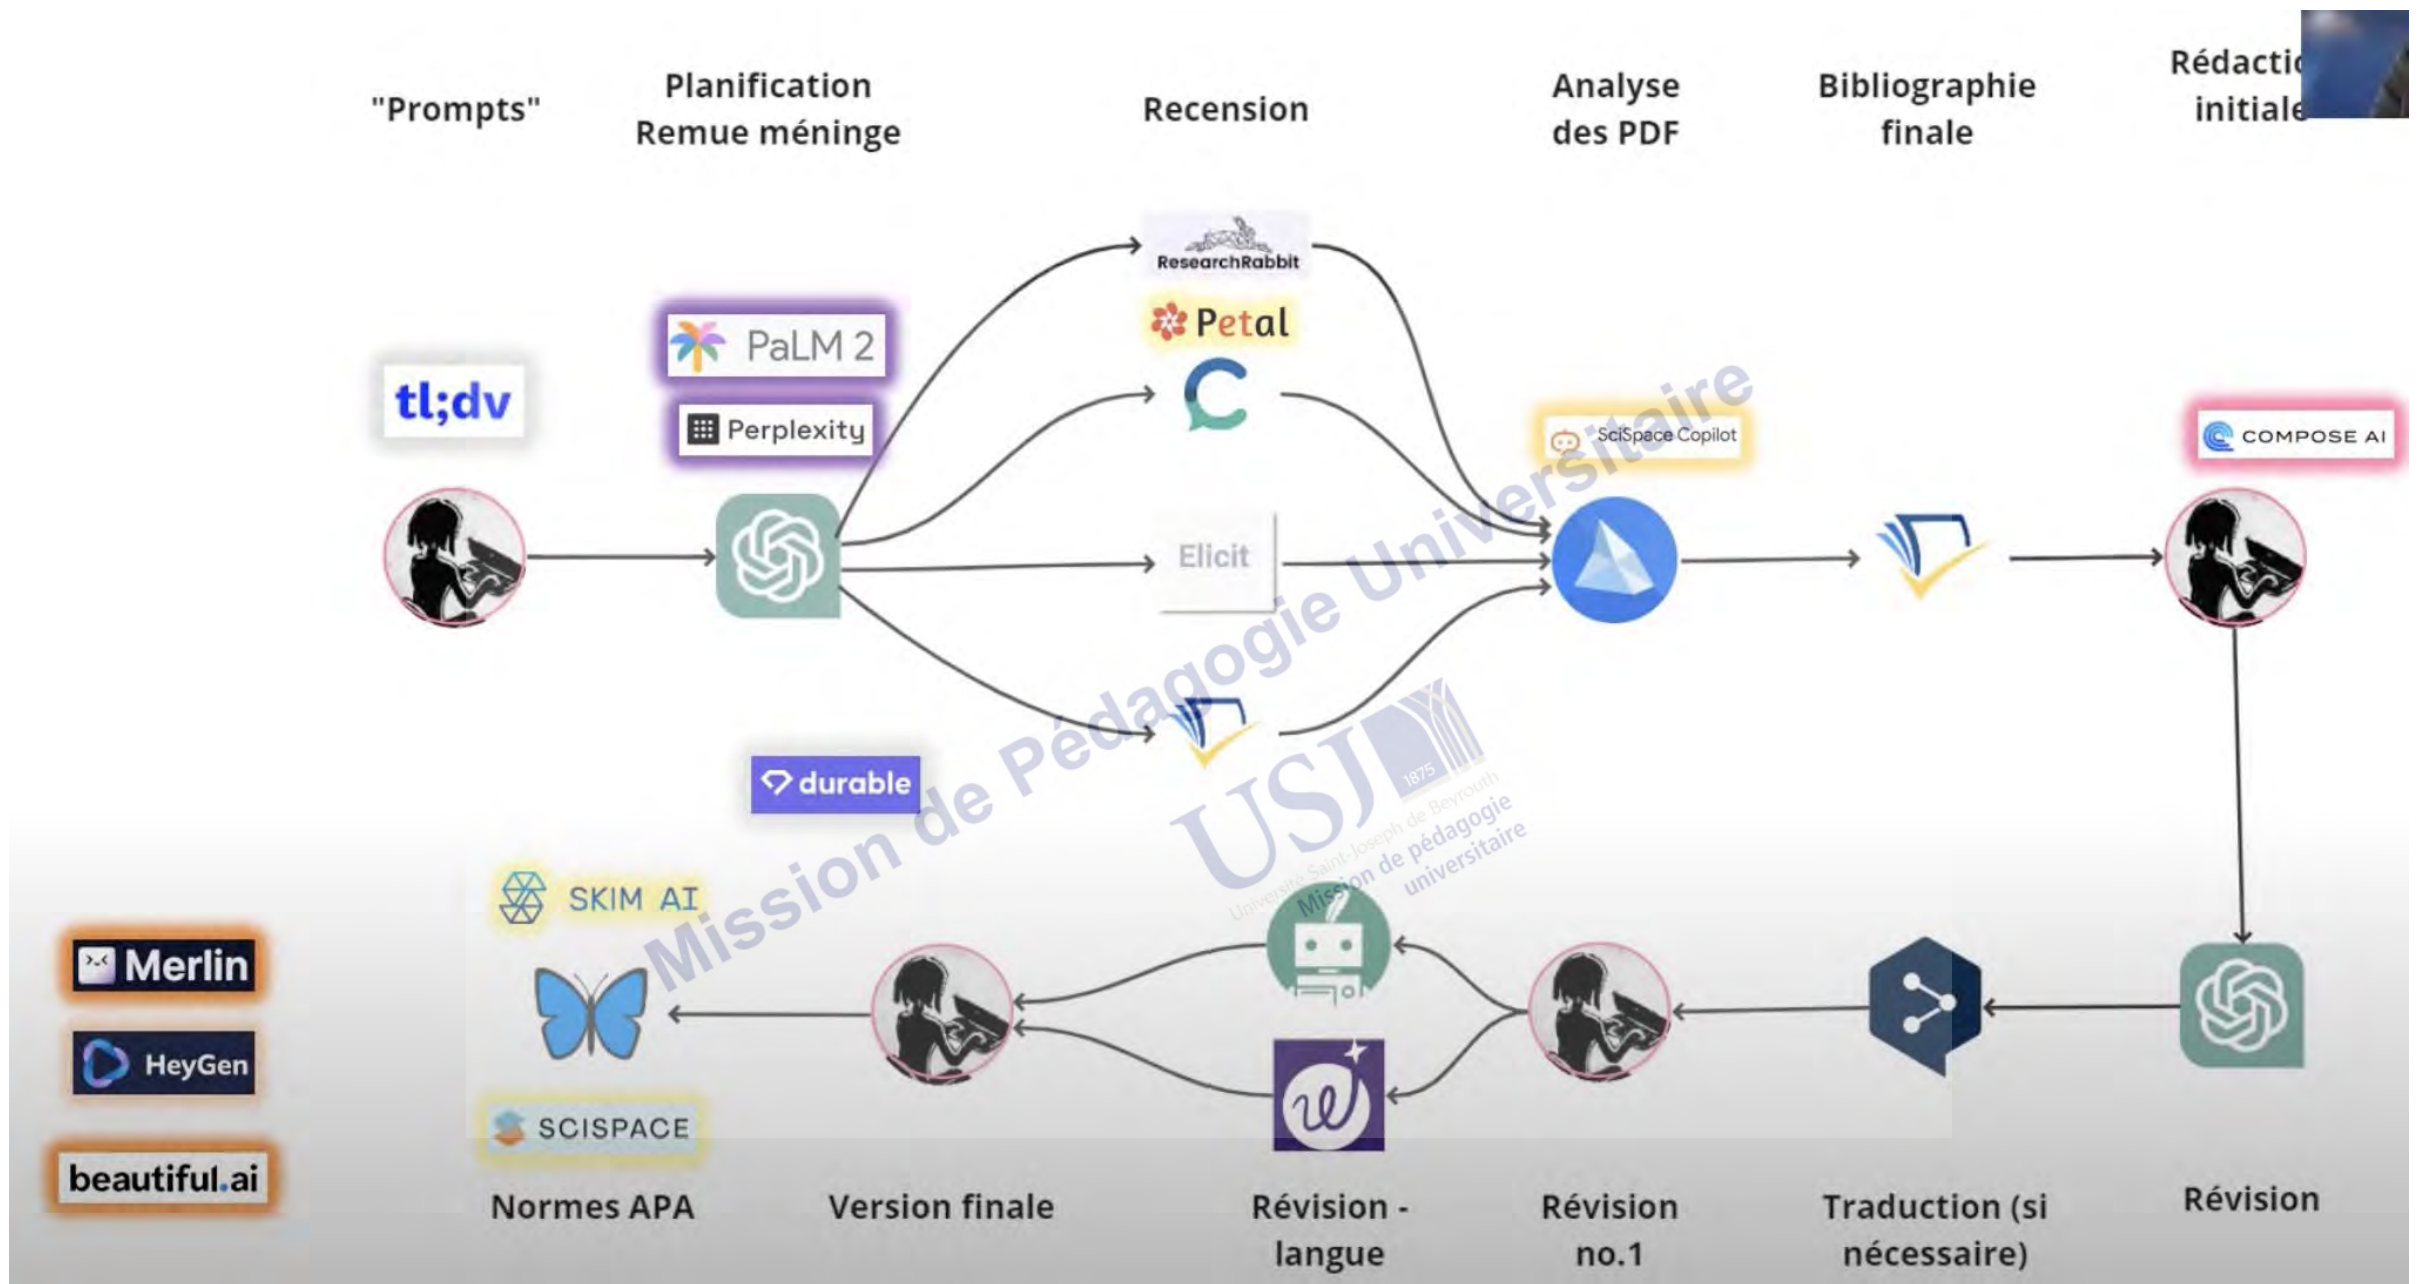 "Prompts"
Planification
Remue méninge
Recension
Analyse
des PDF
Bibliographie
finale
initiale
ResearchRabbit
Petal
PaLM 2
Perplexity
tl;dv
SciSpace Copilot
COMPOSE AI
Elicit
durable
Mission de Pédagogie Universitaire
USJ
1875
Université Saint-Joseph de Beyrouth
Mission de pédagogie
universitaire
SKIM AI
Merlin
HeyGen
beautiful.ai
SCISPACE
Normes APA
Version finale
Révision -
langue
Révision
no.1
Traduction (si
nécessaire)
Révision